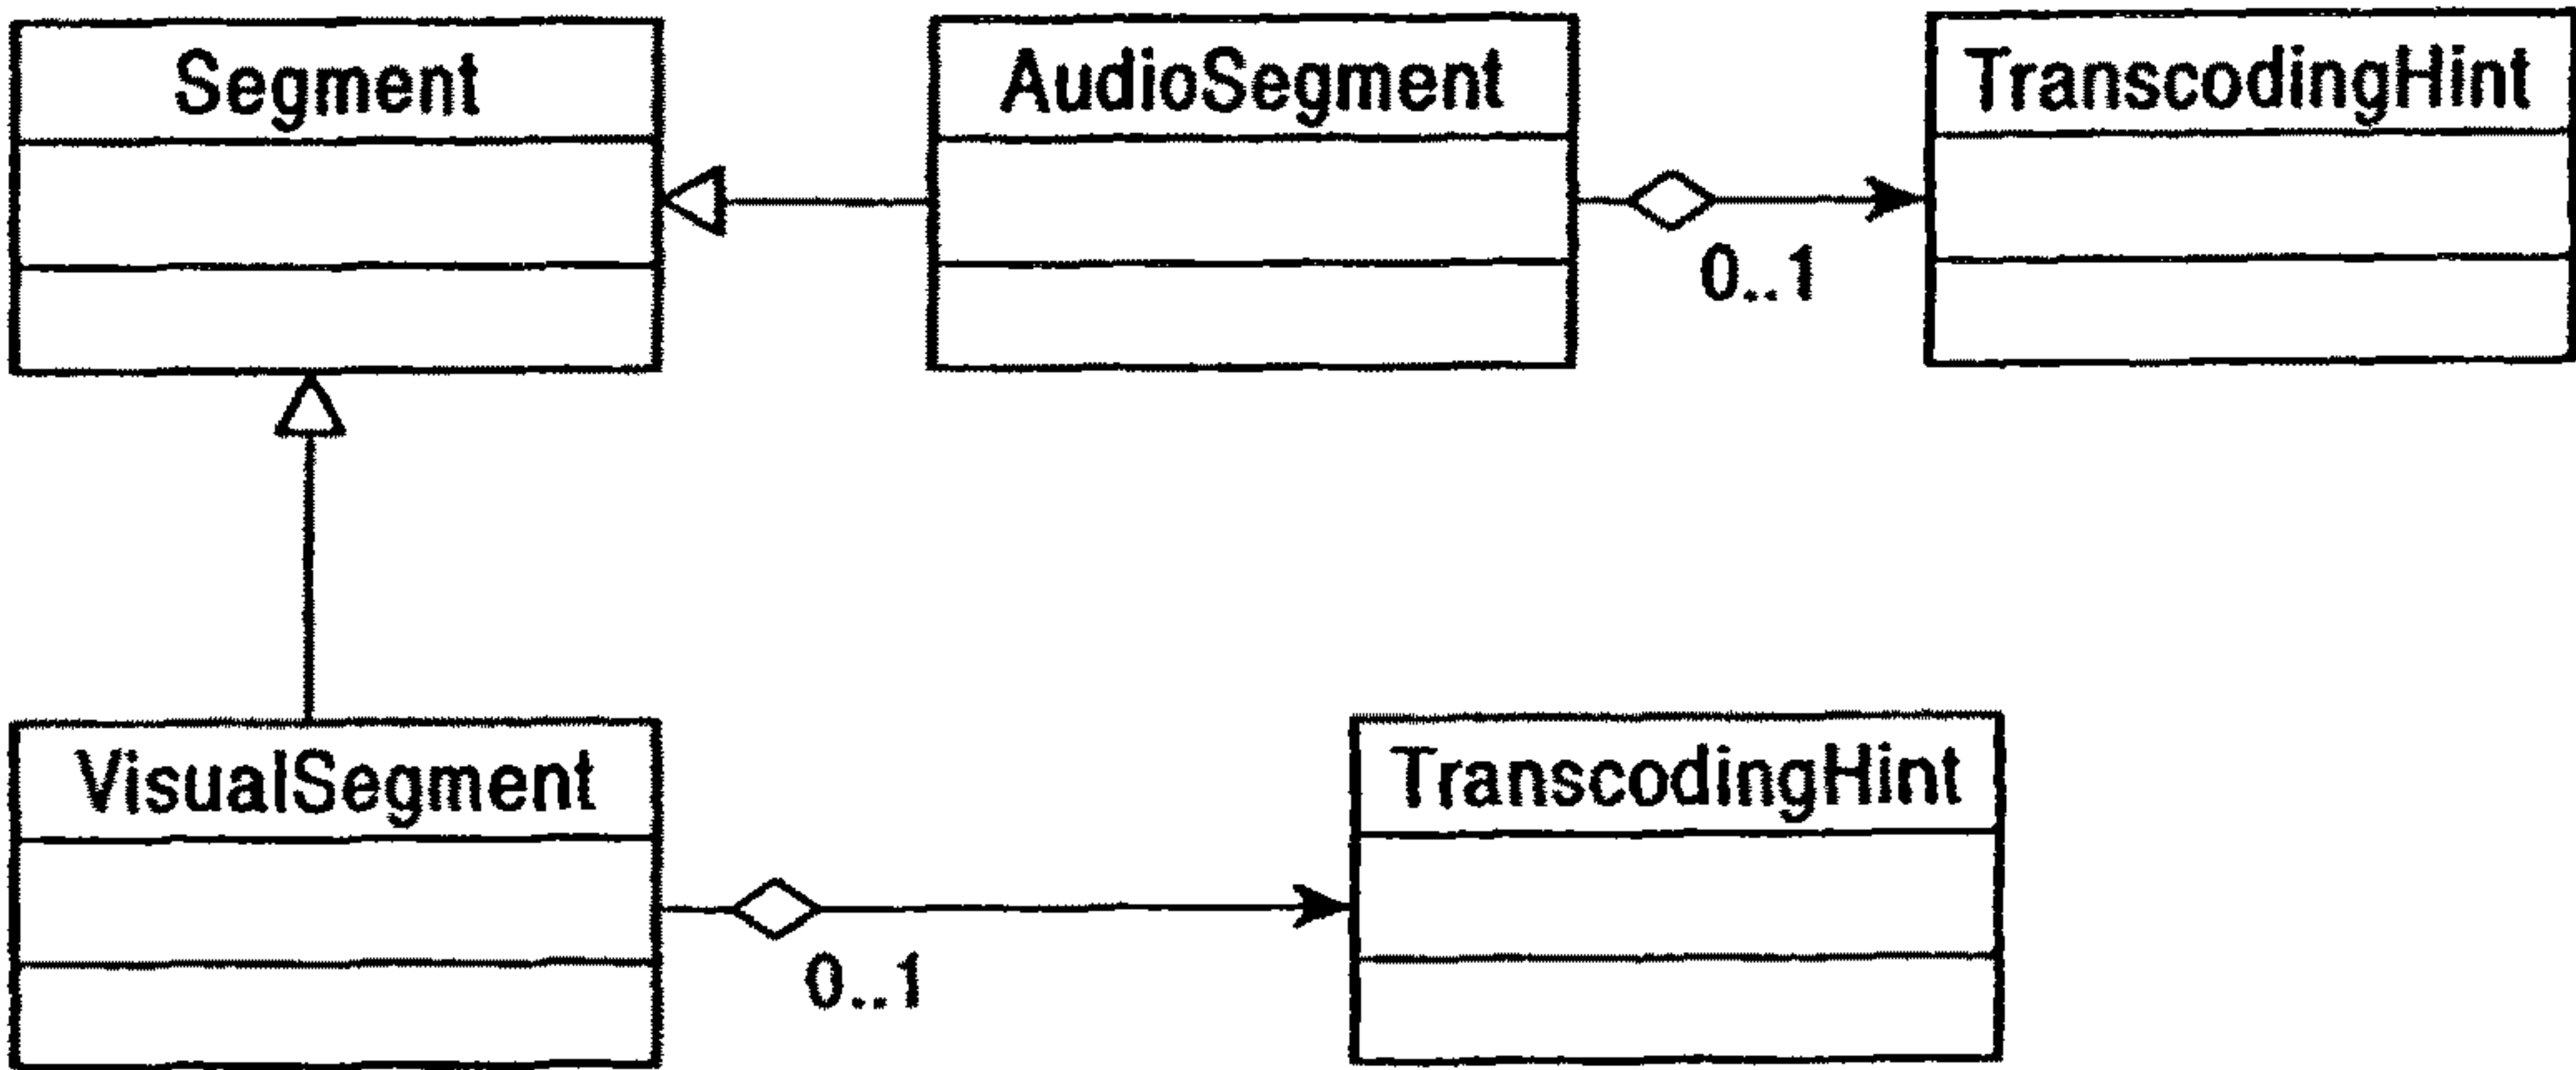 Segment
AudioSegment
TranscodingHint
0..1
VisualSegment
TranscodingHint
0..1